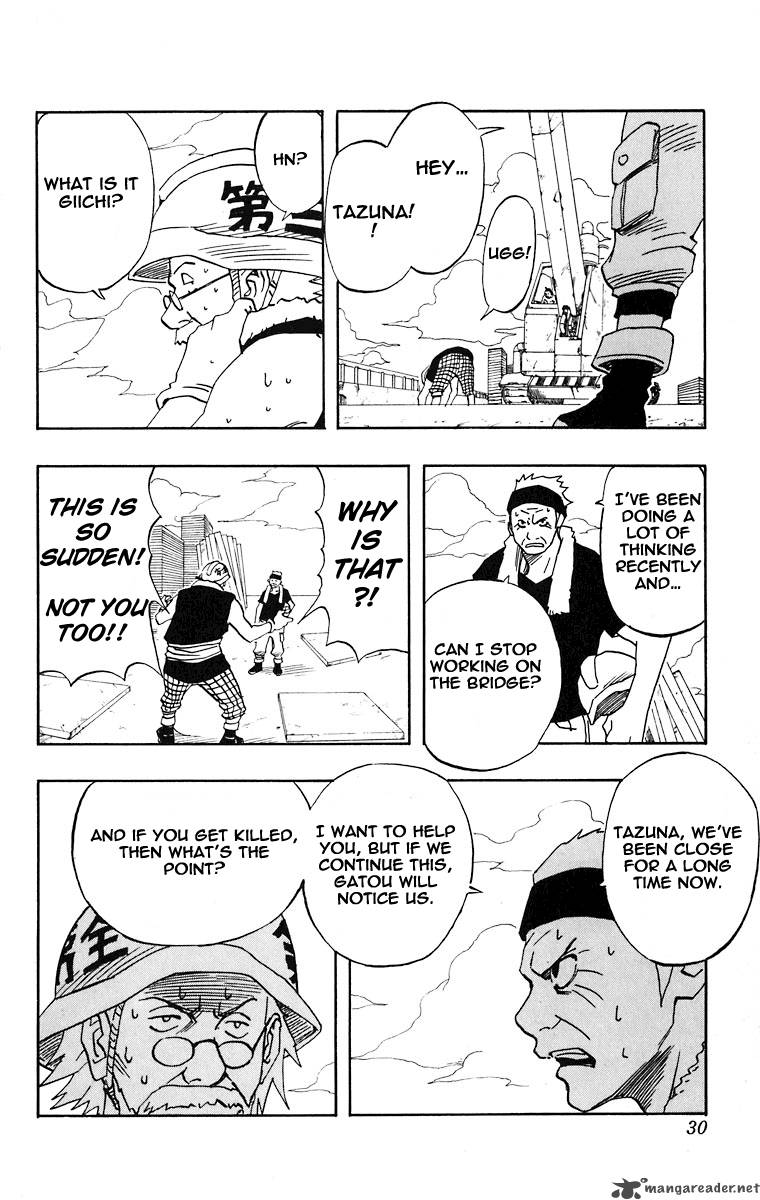 HEY...
TAZUNA!
!
UGG!
HN?
WHAT IS IT
GIICHI?
第三
I'VE BEEN
DOING A
LOT OF
THINKING
RECENTLY
AND...
CAN I STOP
WORKING ON
THE BRIDGE?
WHY
IS
THAT
?!
THIS IS
SO
SUDDEN!
NOT YOU
TOO!!
TAZUNA, WE'VE
BEEN CLOSE
FOR A LONG
TIME NOW.
I WANT TO HELP
YOU, BUT IF WE
CONTINUE THIS,
GATOU WILL
NOTICE US.
AND IF YOU GET KILLED,
THEN WHAT'S THE
POINT?
全第
30
mangareader.net